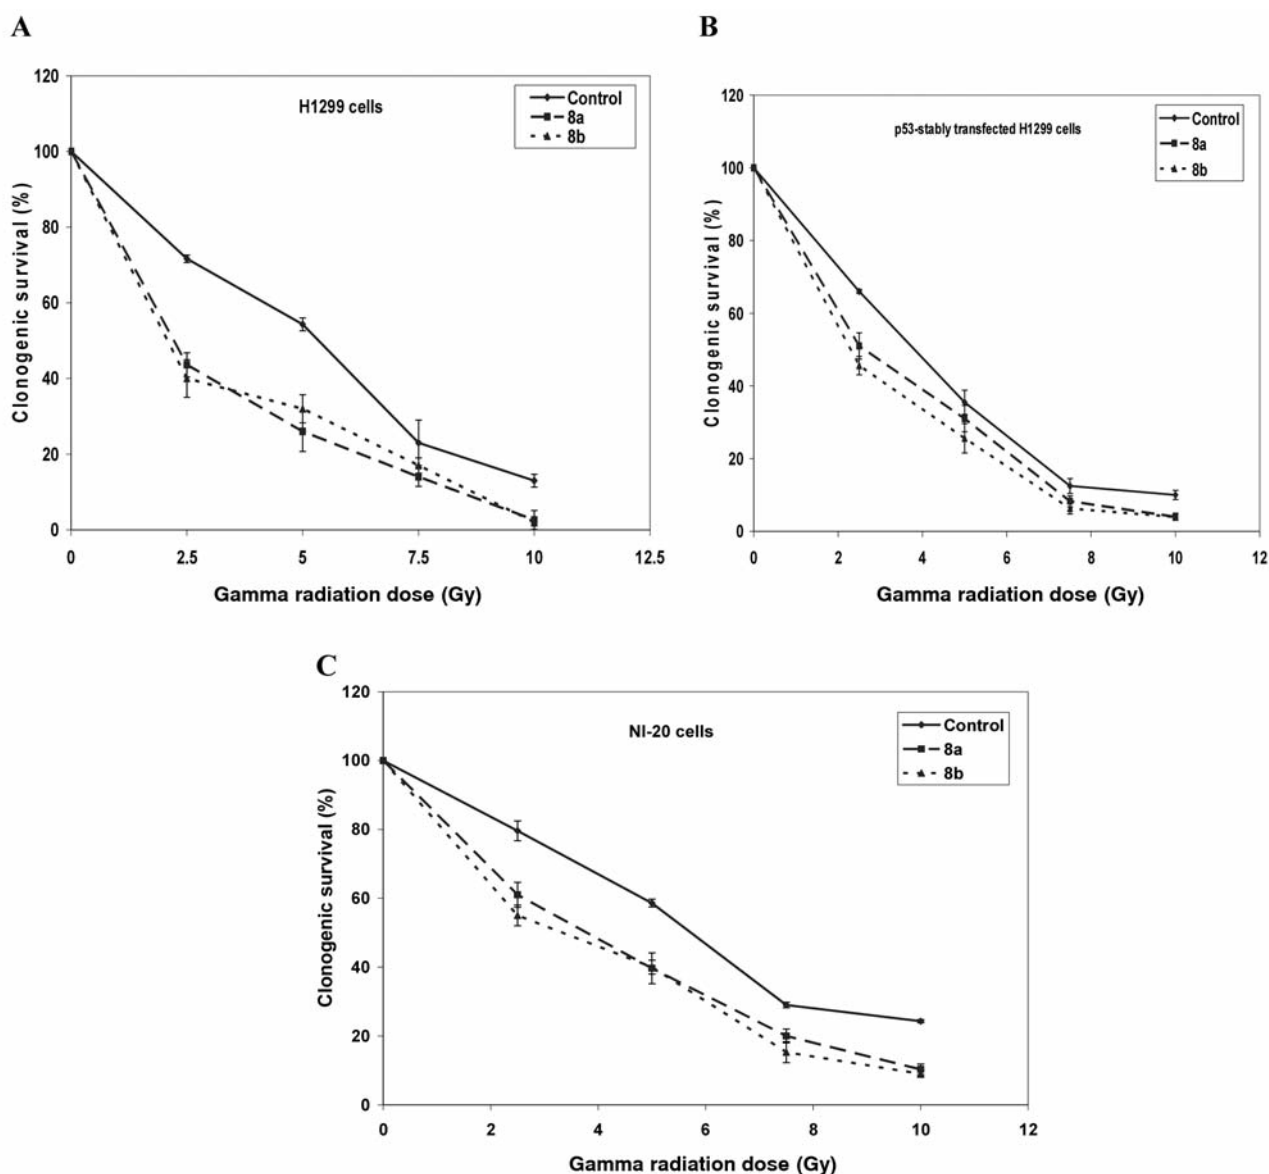 A
H1299 cells
Control
8a
8b
Clonogenic survival (%)
120
100
80
60
40
20
0
0 2.5 5 7.5 10 12.5
Gamma radiation dose (Gy)
B
p53-stably transfected H1299 cells
Control
8a
8b
Clonogenic survival (%)
120
100
80
60
40
20
0
0 2 4 6 8 10 12
Gamma radiation dose (Gy)
C
NI-20 cells
Control
8a
8b
Clonogenic survival (%)
120
100
80
60
40
20
0
0 2 4 6 8 10 12
Gamma radiation dose (Gy)